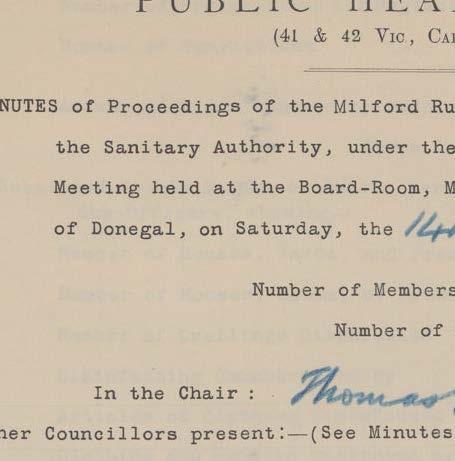 PUBLIC HEA
(41 & 42 Vic., Ca
NUTES of Proceedings of the Milford Ru
the Sanitary Authority, under the
Meeting held at the Board-Room, M
of Donegal, on Saturday, the 14
Number of Members
Number of
In the Chair : Thomas
her Councillors present:—(See Minutes